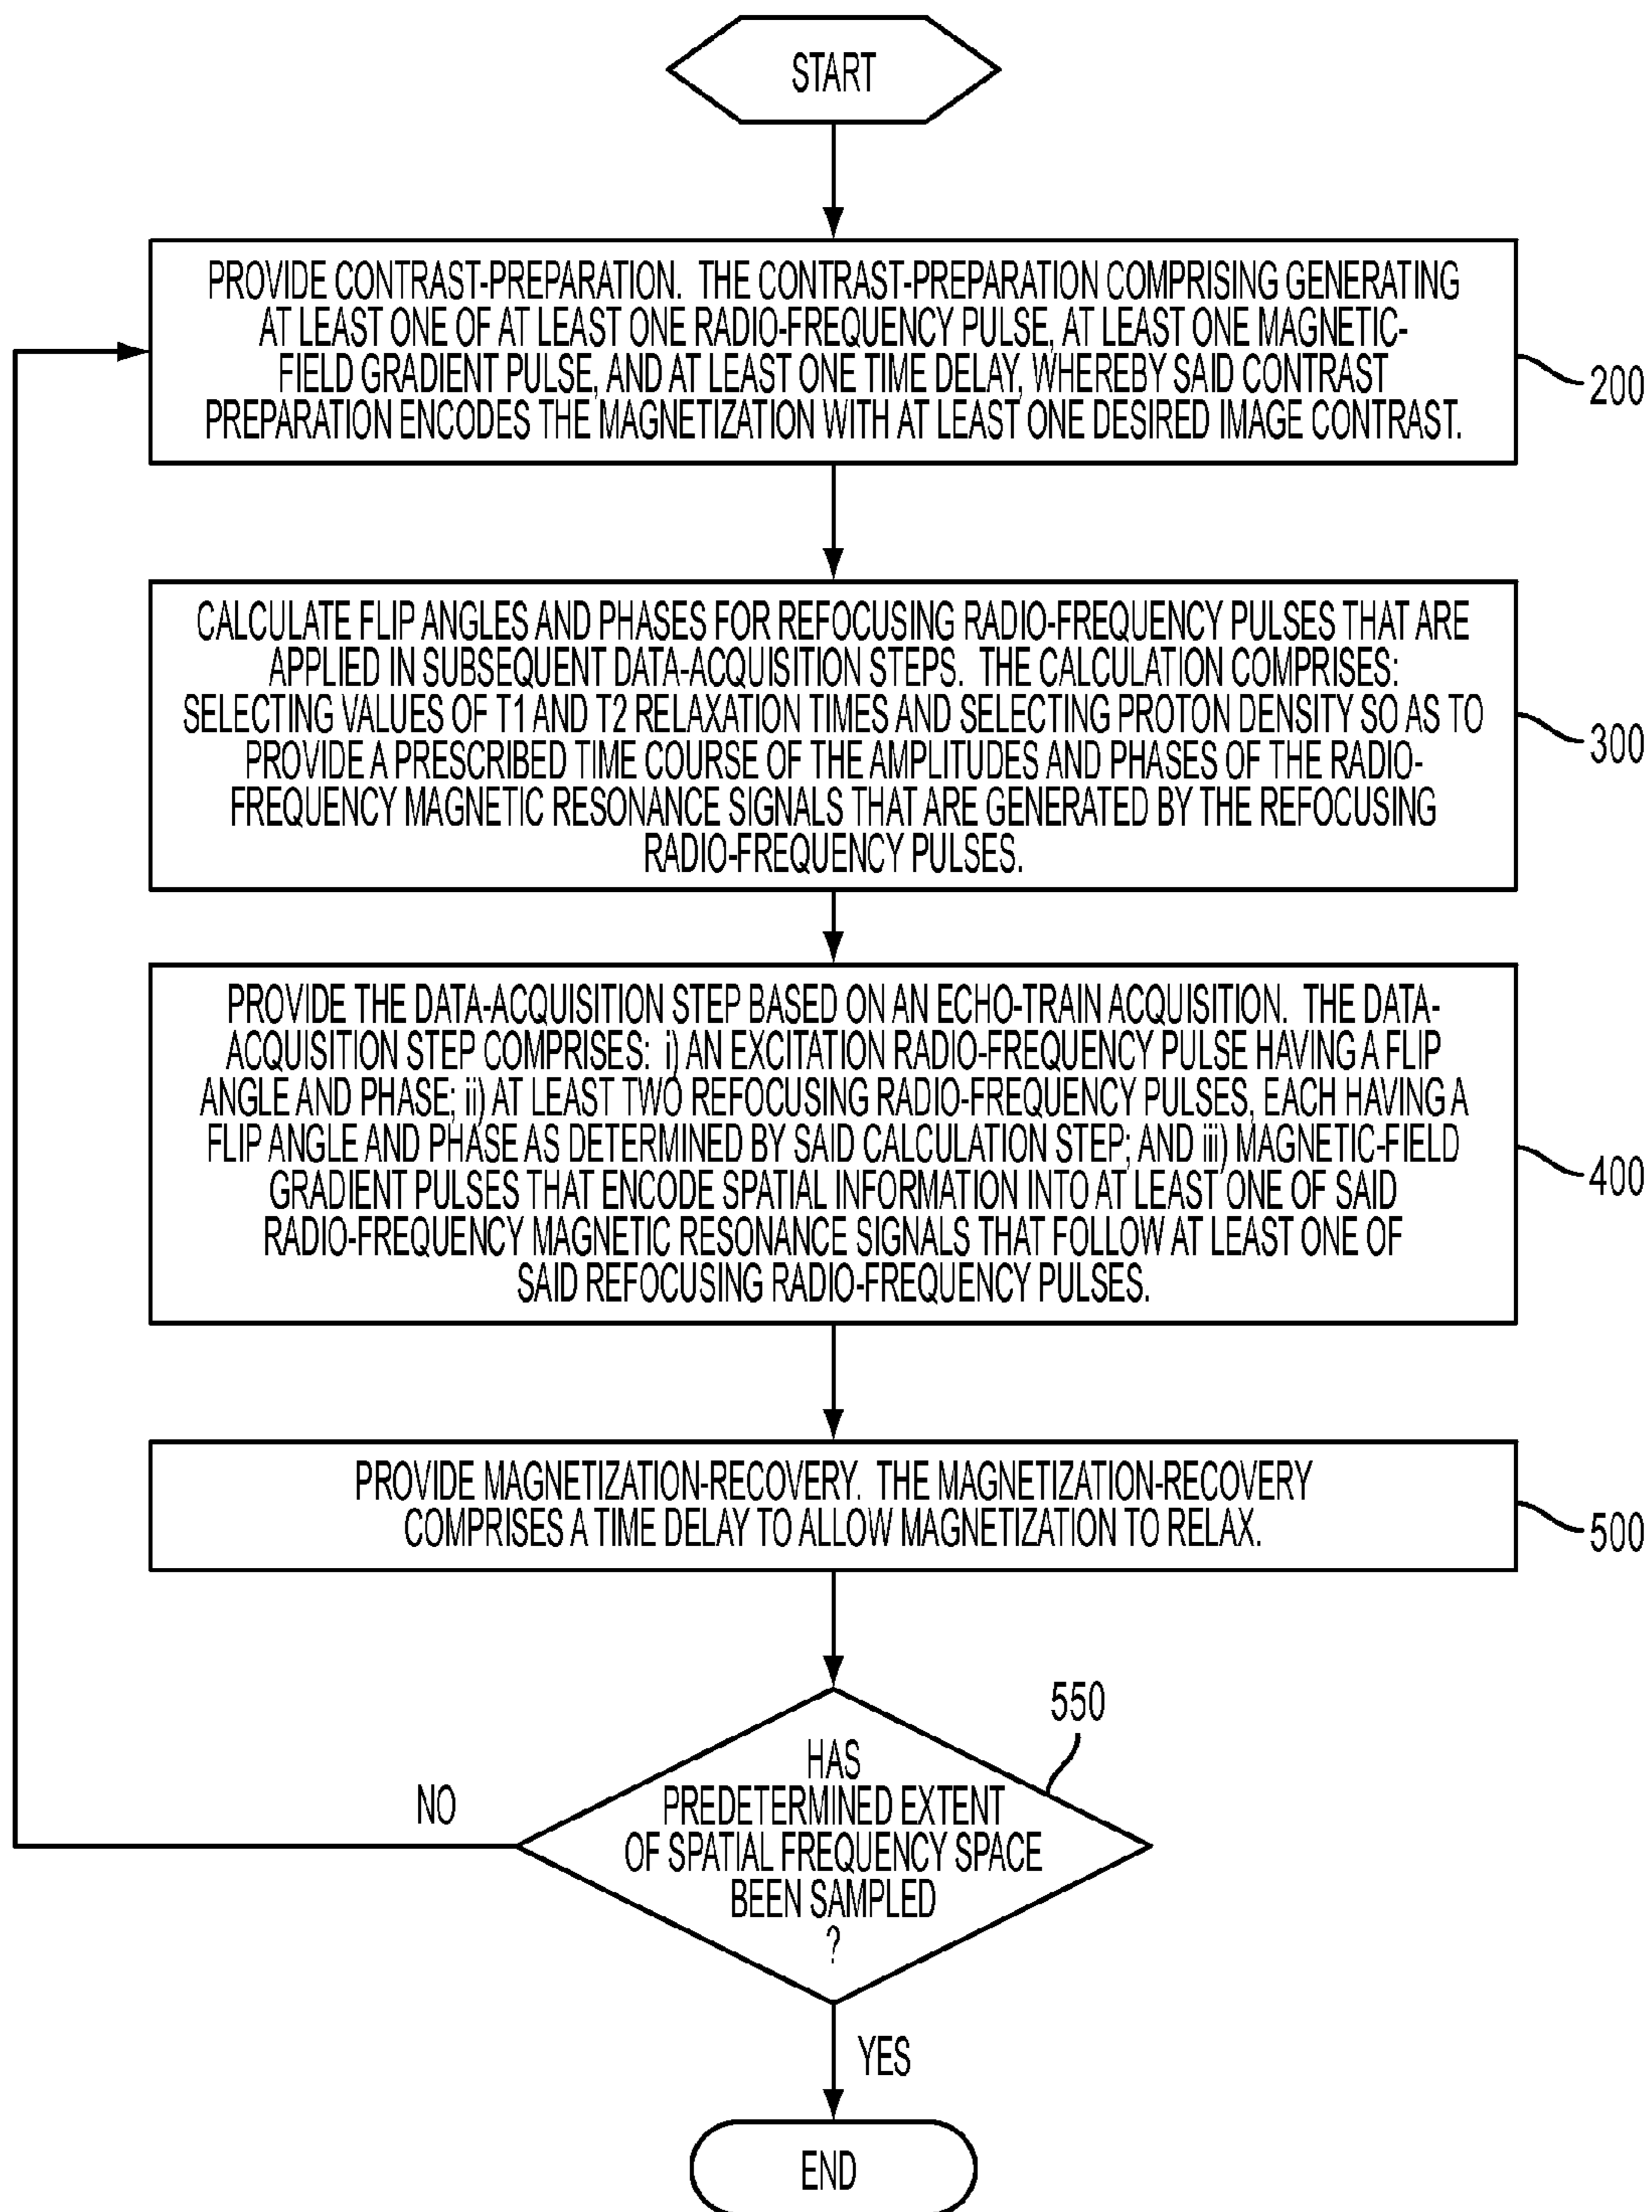 START
PROVIDE CONTRAST-PREPARATION. THE CONTRAST-PREPARATION COMPRISING GENERATING
AT LEAST ONE OF AT LEAST ONE RADIO-FREQUENCY PULSE, AT LEAST ONE MAGNETIC-
FIELD GRADIENT PULSE, AND AT LEAST ONE TIME DELAY, WHEREBY SAID CONTRAST
PREPARATION ENCODES THE MAGNETIZATION WITH AT LEAST ONE DESIRED IMAGE CONTRAST.
200
CALCULATE FLIP ANGLES AND PHASES FOR REFOCUSING RADIO-FREQUENCY PULSES THAT ARE
APPLIED IN SUBSEQUENT DATA-ACQUISITION STEPS. THE CALCULATION COMPRISES:
SELECTING VALUES OF T1 AND T2 RELAXATION TIMES AND SELECTING PROTON DENSITY SO AS TO
PROVIDE A PRESCRIBED TIME COURSE OF THE AMPLITUDES AND PHASES OF THE RADIO-
FREQUENCY MAGNETIC RESONANCE SIGNALS THAT ARE GENERATED BY THE REFOCUSING
RADIO-FREQUENCY PULSES.
300
PROVIDE THE DATA-ACQUISITION STEP BASED ON AN ECHO-TRAIN ACQUISITION. THE DATA-
ACQUISITION STEP COMPRISES: i) AN EXCITATION RADIO-FREQUENCY PULSE HAVING A FLIP
ANGLE AND PHASE; ii) AT LEAST TWO REFOCUSING RADIO-FREQUENCY PULSES, EACH HAVING A
FLIP ANGLE AND PHASE AS DETERMINED BY SAID CALCULATION STEP; AND iii) MAGNETIC-FIELD
GRADIENT PULSES THAT ENCODE SPATIAL INFORMATION INTO AT LEAST ONE OF SAID
RADIO-FREQUENCY MAGNETIC RESONANCE SIGNALS THAT FOLLOW AT LEAST ONE OF
SAID REFOCUSING RADIO-FREQUENCY PULSES.
400
PROVIDE MAGNETIZATION-RECOVERY. THE MAGNETIZATION-RECOVERY
COMPRISES A TIME DELAY TO ALLOW MAGNETIZATION TO RELAX.
500
550
HAS
PREDETERMINED EXTENT
OF SPATIAL FREQUENCY SPACE
BEEN SAMPLED
?
NO
YES
END